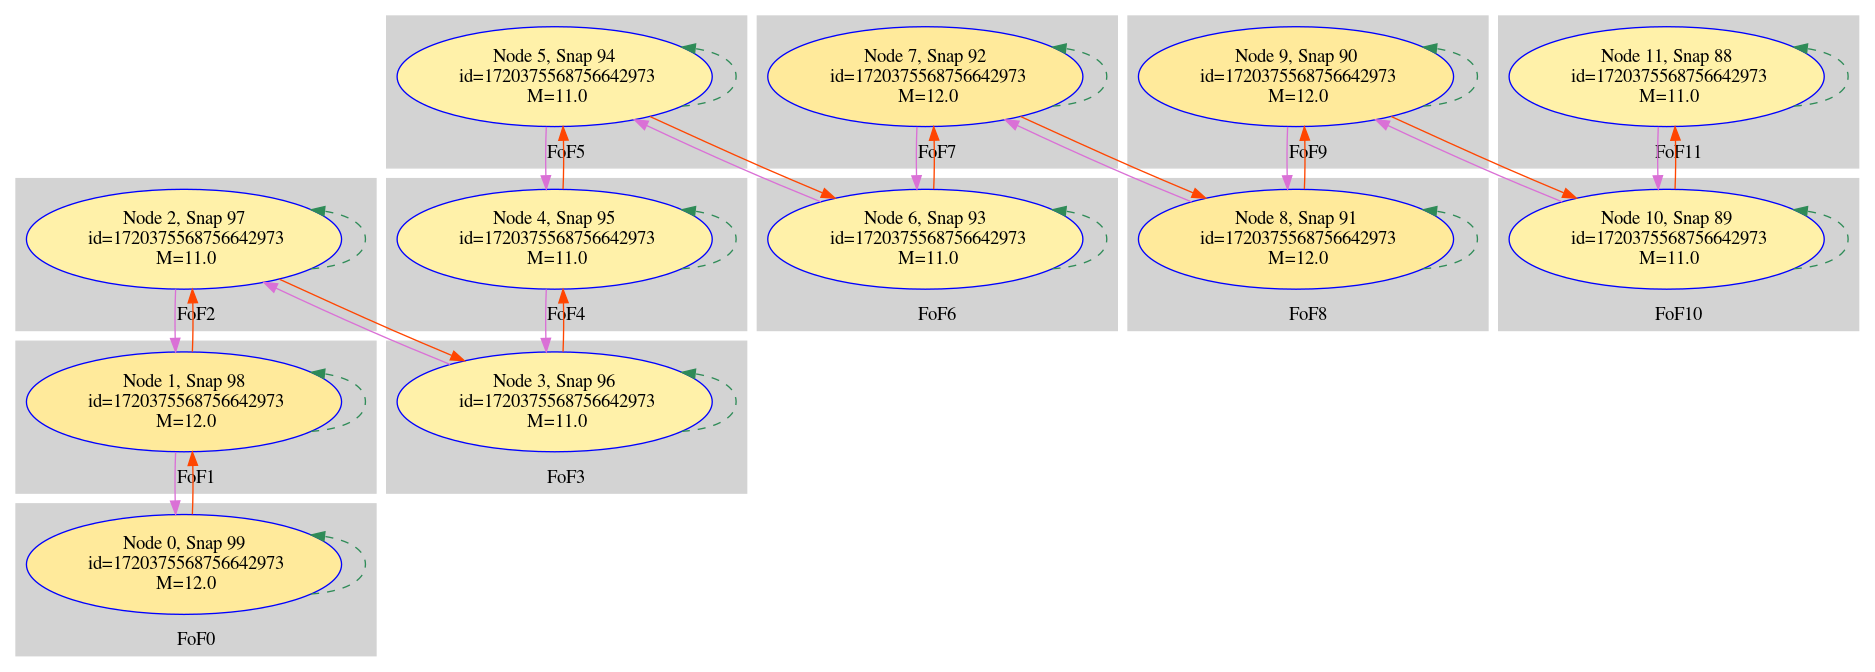 Node 5, Snap 94
id=1720375568756642973
M=11.0
FoF5
Node 7, Snap 92
id=1720375568756642973
M=12.0
FoF7
Node 9, Snap 90
id=1720375568756642973
M=12.0
FoF9
Node 11, Snap 88
id=1720375568756642973
M=11.0
FoF11
Node 2, Snap 97
id=1720375568756642973
M=11.0
FoF2
Node 4, Snap 95
id=1720375568756642973
M=11.0
FoF4
Node 6, Snap 93
id=1720375568756642973
M=11.0
FoF6
Node 8, Snap 91
id=1720375568756642973
M=12.0
FoF8
Node 10, Snap 89
id=1720375568756642973
M=11.0
FoF10
Node 1, Snap 98
id=1720375568756642973
M=12.0
FoF1
Node 3, Snap 96
id=1720375568756642973
M=11.0
FoF3
Node 0, Snap 99
id=1720375568756642973
M=12.0
FoF0